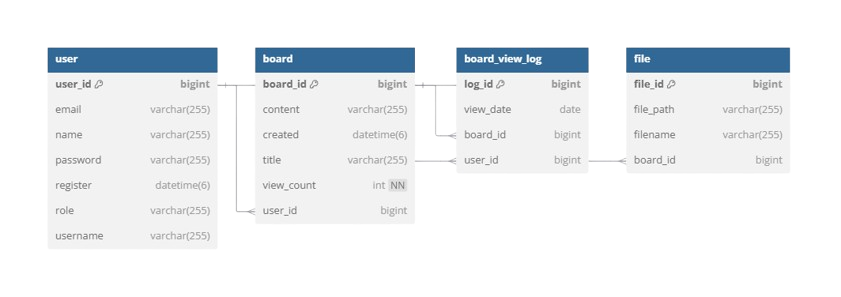 user
user_id bigint
email varchar(255)
name varchar(255)
password varchar(255)
register datetime(6)
role varchar(255)
username varchar(255)
board
board_id bigint
content varchar(255)
created datetime(6)
title varchar(255)
view_count int NN
user_id bigint
board_view_log
log_id bigint
view_date date
board_id bigint
user_id bigint
file
file_id bigint
file_path varchar(255)
filename varchar(255)
board_id bigint